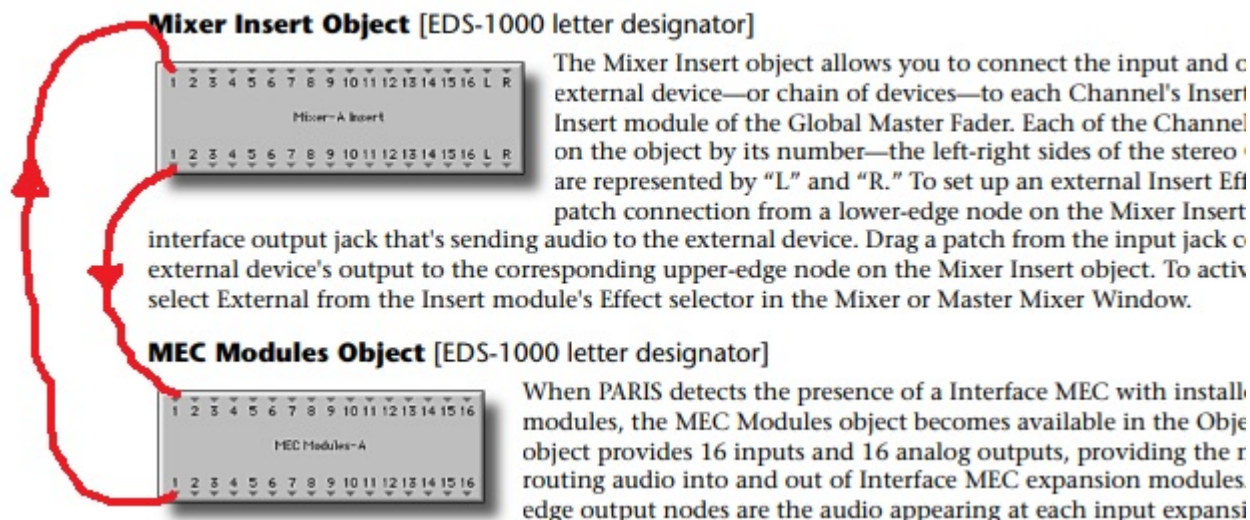 Mixer Insert Object [EDS-1000 letter designator]
1 2 3 4 5 6 7 8 9 10 11 12 13 14 15 16 L R
Mixer-A Insert
1 2 3 4 5 6 7 8 9 10 11 12 13 14 15 16 L R
The Mixer Insert object allows you to connect the input and
external device—or chain of devices—to each Channel's Insert
Insert module of the Global Master Fader. Each of the Channel
on the object by its number—the left-right sides of the stereo
are represented by “L” and “R.” To set up an external Insert
patch connection from a lower-edge node on the Mixer Insert
interface output jack that's sending audio to the external device. Drag a patch from the input jack
external device's output to the corresponding upper-edge node on the Mixer Insert object. To
select External from the Insert module's Effect selector in the Mixer or Master Mixer Window.
MEC Modules Object [EDS-1000 letter designator]
1 2 3 4 5 6 7 8 9 10 11 12 13 14 15 16
MEC Modules-A
1 2 3 4 5 6 7 8 9 10 11 12 13 14 15 16
When PARIS detects the presence of a Interface MEC with
modules, the MEC Modules object becomes available in the
object provides 16 inputs and 16 analog outputs, providing the
routing audio into and out of Interface MEC expansion modules.
edge output nodes are the audio appearing at each input